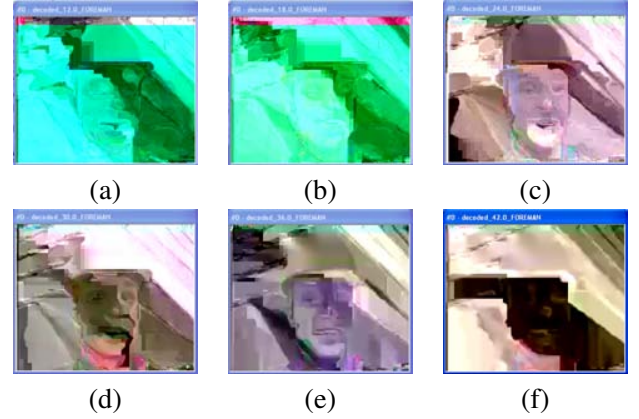 #0 - decoded_12.0_FOREMAN
#0 - decoded_18.0_FOREMAN
#0 - decoded_24.0_FOREMAN
(a)
(b)
(c)
#0 - decoded_30.0_FOREMAN
#0 - decoded_36.0_FOREMAN
#0 - decoded_42.0_FOREMAN
(d)
(e)
(f)